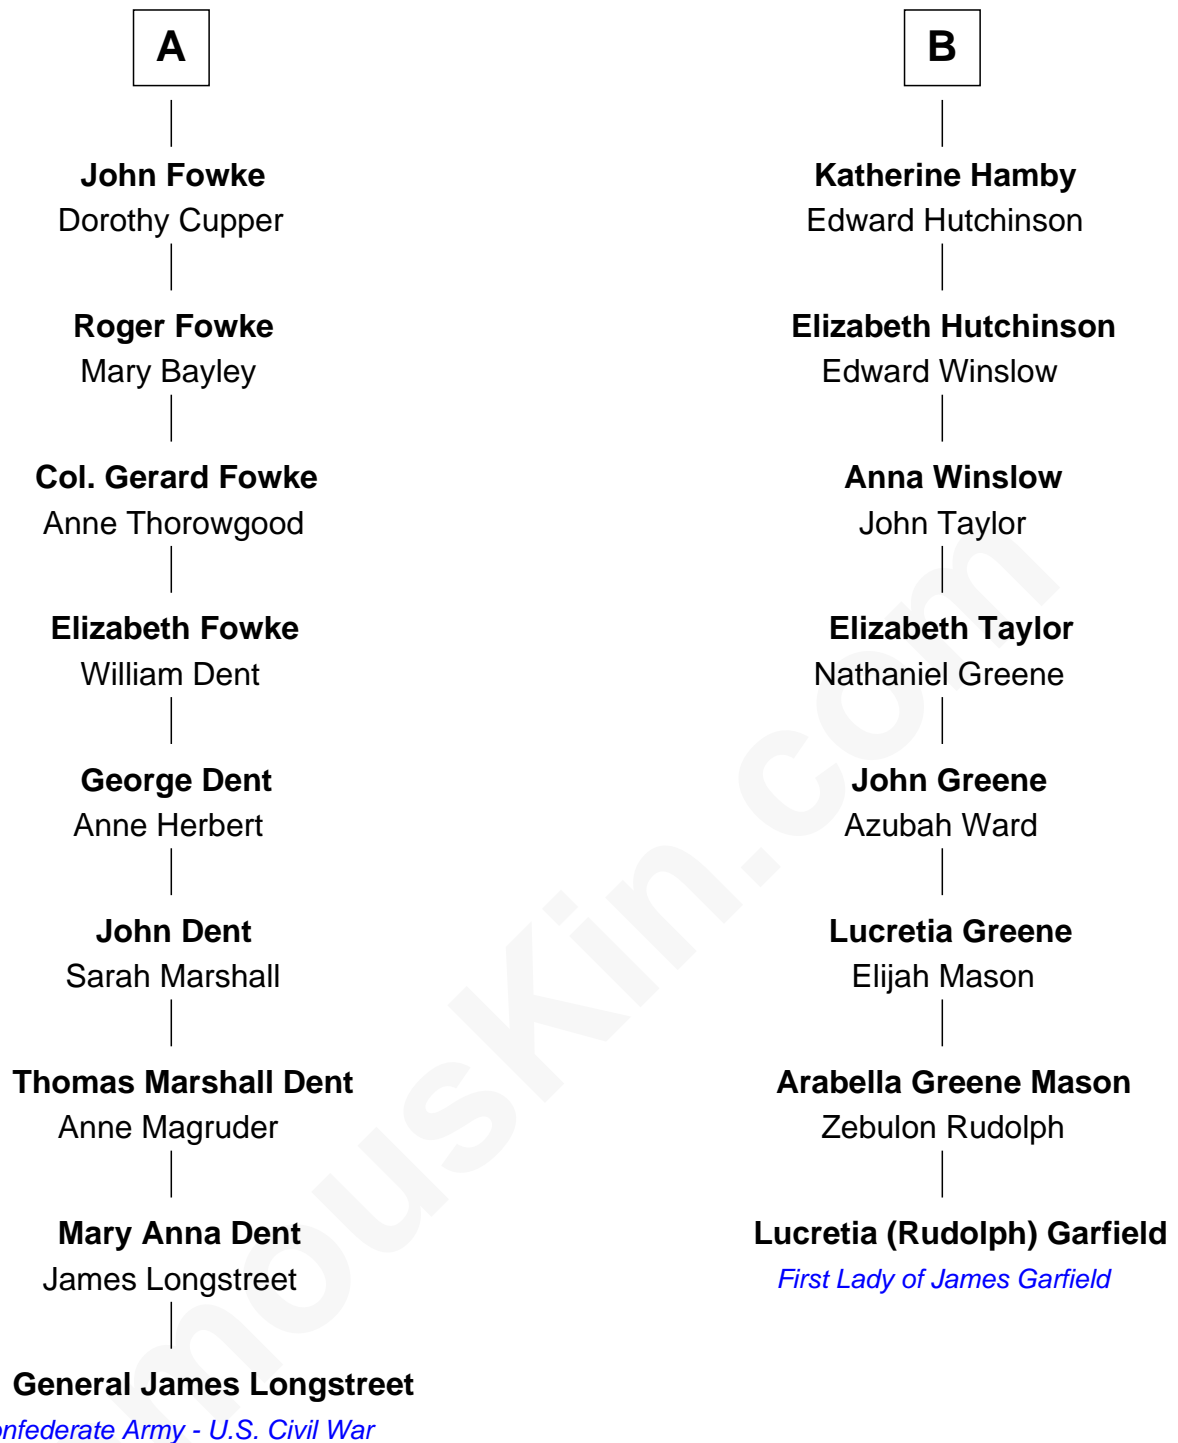 A
John Fowke
Dorothy Cupper
Roger Fowke
Mary Bayley
Col. Gerard Fowke
Anne Thorowgood
Elizabeth Fowke
William Dent
George Dent
Anne Herbert
John Dent
Sarah Marshall
Thomas Marshall Dent
Anne Magruder
Mary Anna Dent
James Longstreet
General James Longstreet
onfederate Army - U.S. Civil War
B
Katherine Hamby
Edward Hutchinson
Elizabeth Hutchinson
Edward Winslow
Anna Winslow
John Taylor
Elizabeth Taylor
Nathaniel Greene
John Greene
Azubah Ward
Lucretia Greene
Elijah Mason
Arabella Greene Mason
Zebulon Rudolph
Lucretia (Rudolph) Garfield
First Lady of James Garfield
mousKin.com